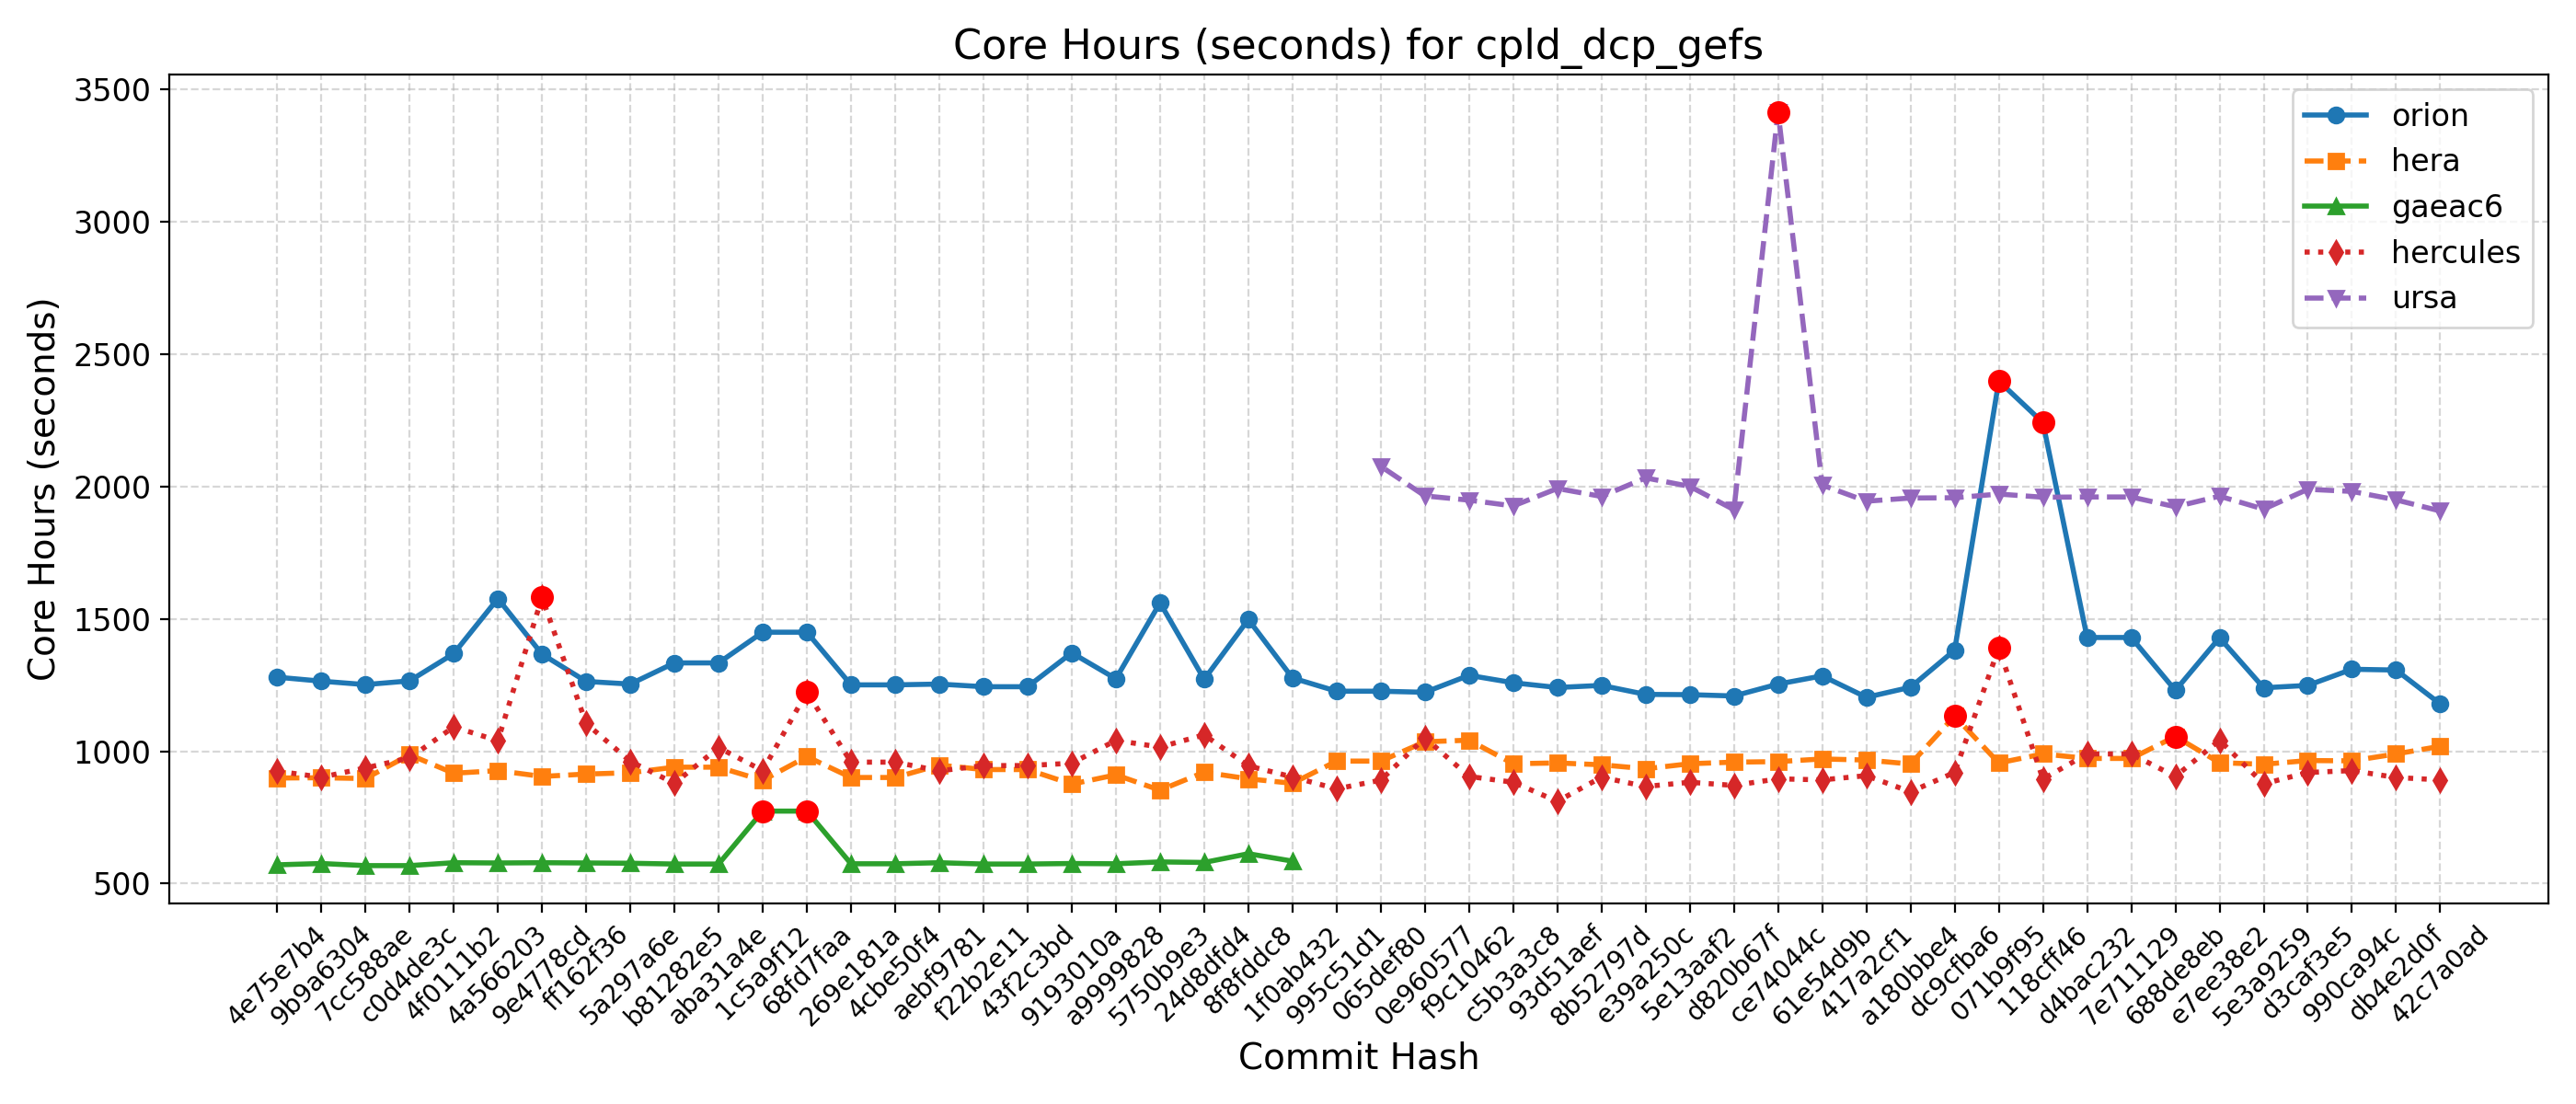 Core Hours (seconds) for cpld_dcp_gefs
Core Hours (seconds)
3500
3000
2500
2000
1500
1000
500
orion
hera
gaeac6
hercules
ursa
4e75e7b4
9b9a6304
7cc588ae
c0d4de3c
4f0111b2
4a566203
9e4778cd
ff162f36
5a297a6e
b81282e5
aba31a4e
1c5a9f12
68fd7faa
269e181a
4cbe50f4
aebf9781
f22b2e11
43f2c3bd
9193010a
a9999828
5750b9e3
24d8dfd4
8f8fddc8
1f0ab432
995c51d1
065def80
0e960577
f9c10462
c5b3a3c8
93d51aef
8b52797d
e39a250c
5e13aaf2
d820b67f
ce74044c
61e54d9b
417a2cf1
a180bbe4
dc9cfba6
071b9f95
118cff46
d4bac232
7e711129
688de8eb
e7ee38e2
5e3a9259
d3caf3e5
990ca94c
db4e2d0f
42c7a0ad
Commit Hash